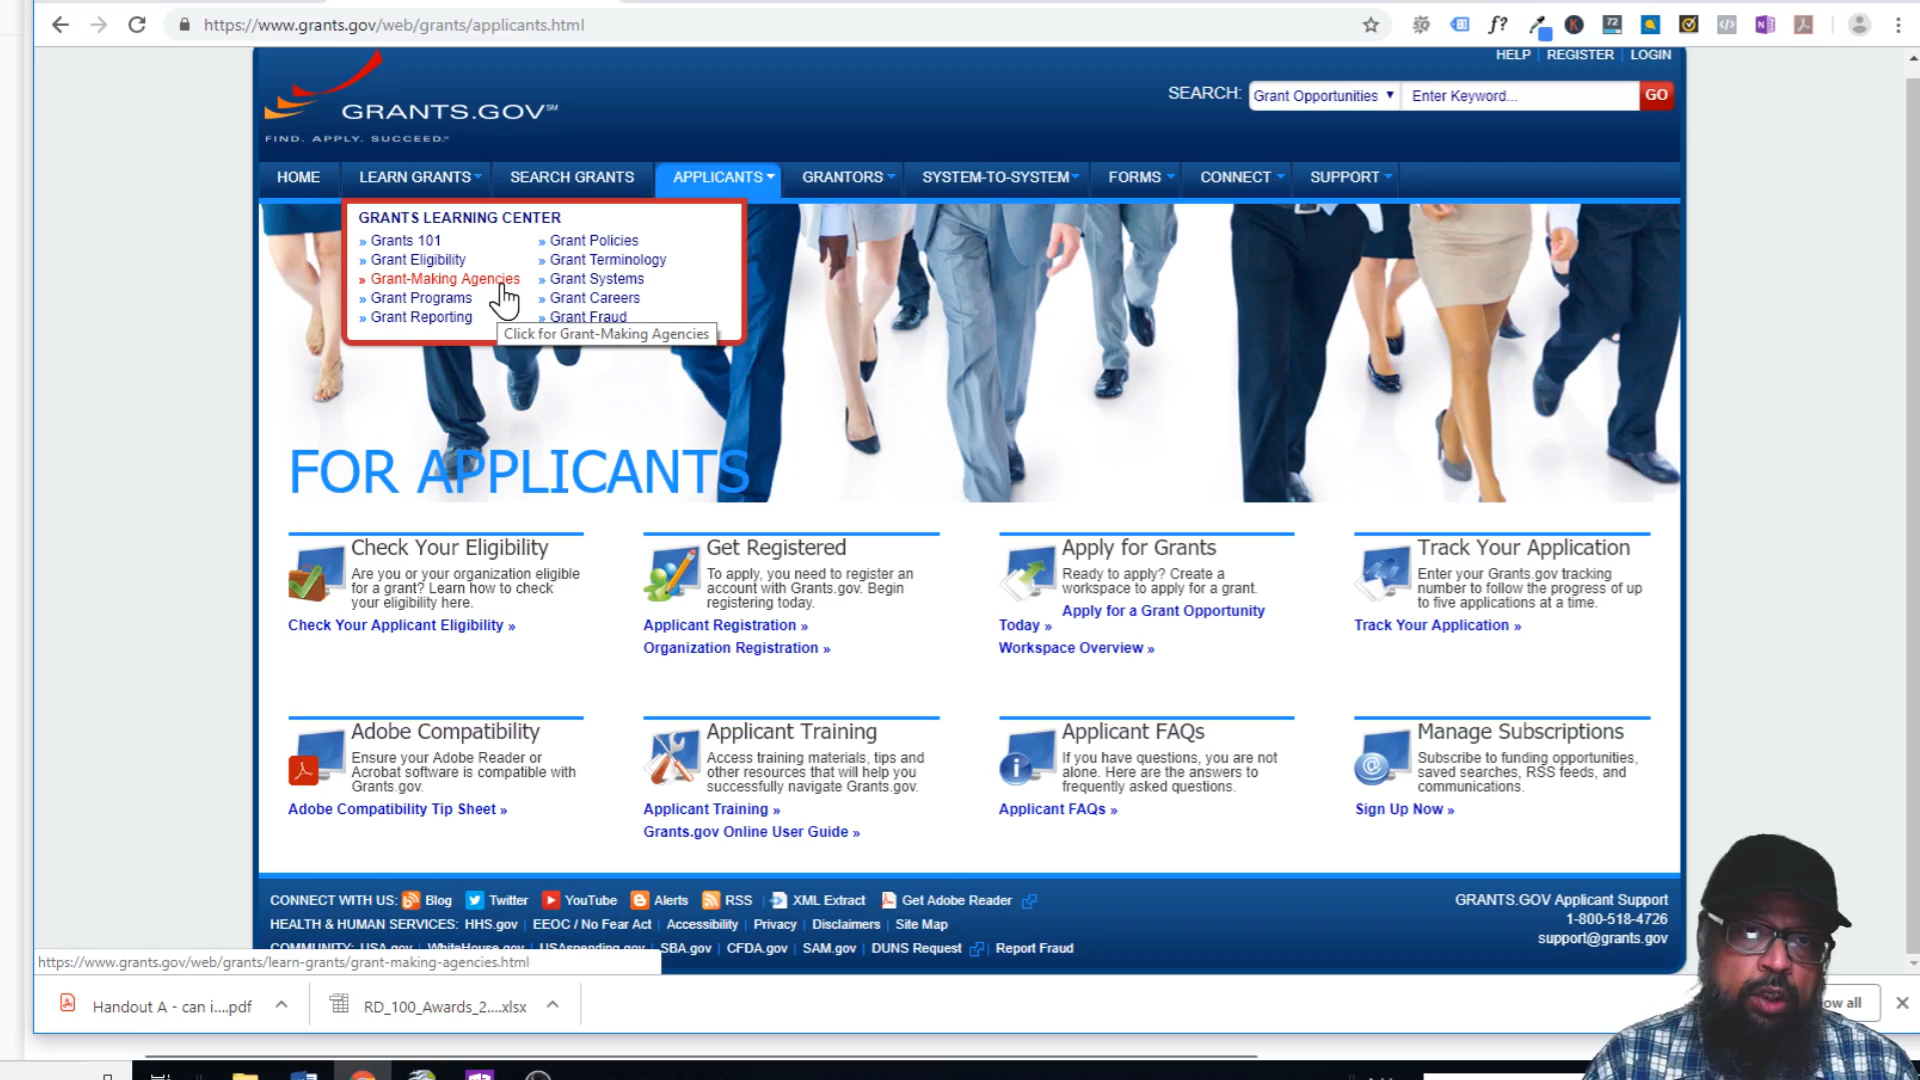 https://www.grants.gov/web/grants/applicants.html
72
HELP | REGISTER | LOGIN
SEARCH: Grant Opportunities Enter Keyword... GO
GRANTS.GOV℠
FIND. APPLY. SUCCEED.℠
HOME LEARN GRANTS SEARCH GRANTS APPLICANTS GRANTORS SYSTEM-TO-SYSTEM FORMS CONNECT SUPPORT
GRANTS LEARNING CENTER
» Grants 101 » Grant Policies
» Grant Eligibility » Grant Terminology
» Grant-Making Agencies » Grant Systems
» Grant Programs » Grant Careers
» Grant Reporting » Grant Fraud
Click for Grant-Making Agencies
FOR APPLICANTS
Check Your Eligibility
Are you or your organization eligible
for a grant? Learn how to check
your eligibility here.
Check Your Applicant Eligibility »
Get Registered
To apply, you need to register an
account with Grants.gov. Begin
registering today.
Applicant Registration »
Organization Registration »
Apply for Grants
Ready to apply? Create a
workspace to apply for a grant.
Apply for a Grant Opportunity
Today »
Workspace Overview »
Track Your Application
Enter your Grants.gov tracking
number to follow the progress of up
to five applications at a time.
Track Your Application »
Adobe Compatibility
Ensure your Adobe Reader or
Acrobat software is compatible with
Grants.gov.
Adobe Compatibility Tip Sheet »
Applicant Training
Access training materials, tips and
other resources that will help you
successfully navigate Grants.gov.
Applicant Training »
Grants.gov Online User Guide »
Applicant FAQs
If you have questions, you are not
alone. Here are the answers to
frequently asked questions.
Applicant FAQs »
Manage Subscriptions
Subscribe to funding opportunities,
saved searches, RSS feeds, and
communications.
Sign Up Now »
CONNECT WITH US: Blog Twitter YouTube Alerts RSS | XML Extract Get Adobe Reader
HEALTH & HUMAN SERVICES: HHS.gov | EEOC / No Fear Act | Accessibility | Privacy | Disclaimers | Site Map
COMMUNITY: USA.gov | WhiteHouse.gov | USAspending.gov | SBA.gov | CFDA.gov | SAM.gov | DUNS Request | Report Fraud
GRANTS.GOV Applicant Support
1-800-518-4726
support@grants.gov
https://www.grants.gov/web/grants/learn-grants/grant-making-agencies.html
Handout A - can i....pdf
RD_100_Awards_2....xlsx
ow all